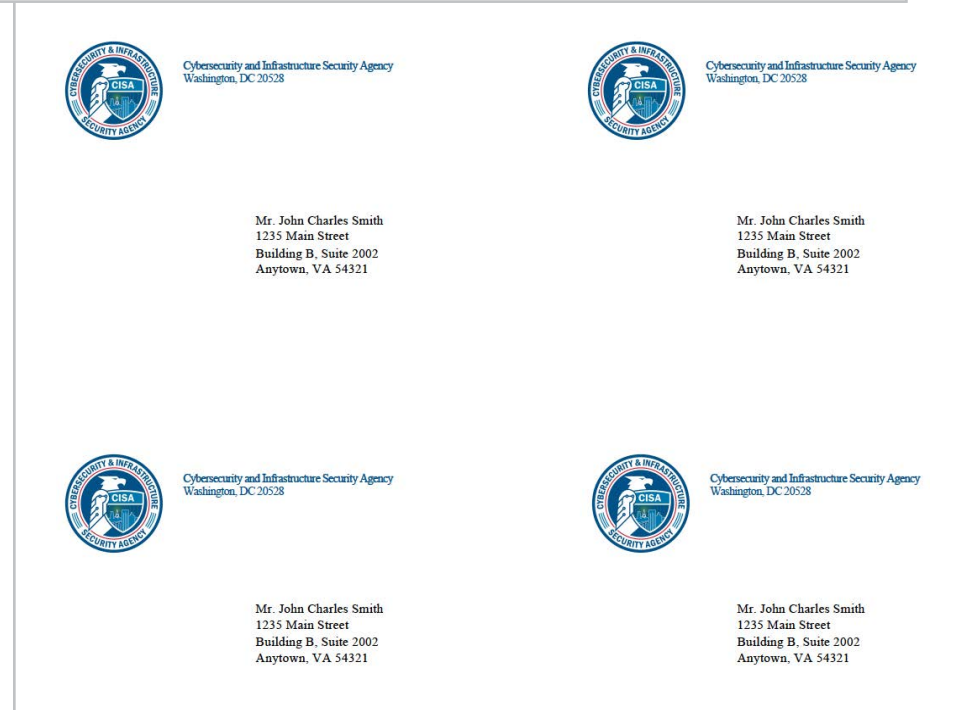 CYBERSECURITY & INFRASTRUCTURE
SECURITY AGENCY
CISA
Cybersecurity and Infrastructure Security Agency
Washington, DC 20528
Mr. John Charles Smith
1235 Main Street
Building B, Suite 2002
Anytown, VA 54321
CYBERSECURITY & INFRASTRUCTURE
SECURITY AGENCY
CISA
Cybersecurity and Infrastructure Security Agency
Washington, DC 20528
Mr. John Charles Smith
1235 Main Street
Building B, Suite 2002
Anytown, VA 54321
CYBERSECURITY & INFRASTRUCTURE
SECURITY AGENCY
CISA
Cybersecurity and Infrastructure Security Agency
Washington, DC 20528
Mr. John Charles Smith
1235 Main Street
Building B, Suite 2002
Anytown, VA 54321
CYBERSECURITY & INFRASTRUCTURE
SECURITY AGENCY
CISA
Cybersecurity and Infrastructure Security Agency
Washington, DC 20528
Mr. John Charles Smith
1235 Main Street
Building B, Suite 2002
Anytown, VA 54321